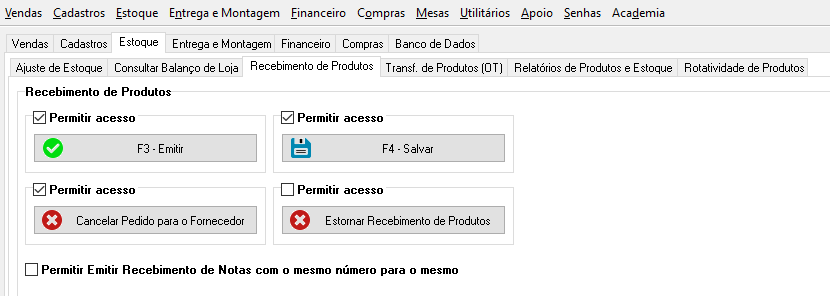 Vendas Cadastros Estoque Entrega e Montagem Financeiro Compras Mesas Utilitários Apoio Senhas Academia
Vendas Cadastros Estoque Entrega e Montagem Financeiro Compras Banco de Dados
Ajuste de Estoque Consultar Balanço de Loja Recebimento de Produtos Transf. de Produtos (OT) Relatórios de Produtos e Estoque Rotatividade de Produtos
Recebimento de Produtos
Permitir acesso Permitir acesso
F3 - Emitir F4 - Salvar
Permitir acesso Permitir acesso
Cancelar Pedido para o Fornecedor Estornar Recebimento de Produtos
Permitir Emitir Recebimento de Notas com o mesmo número para o mesmo